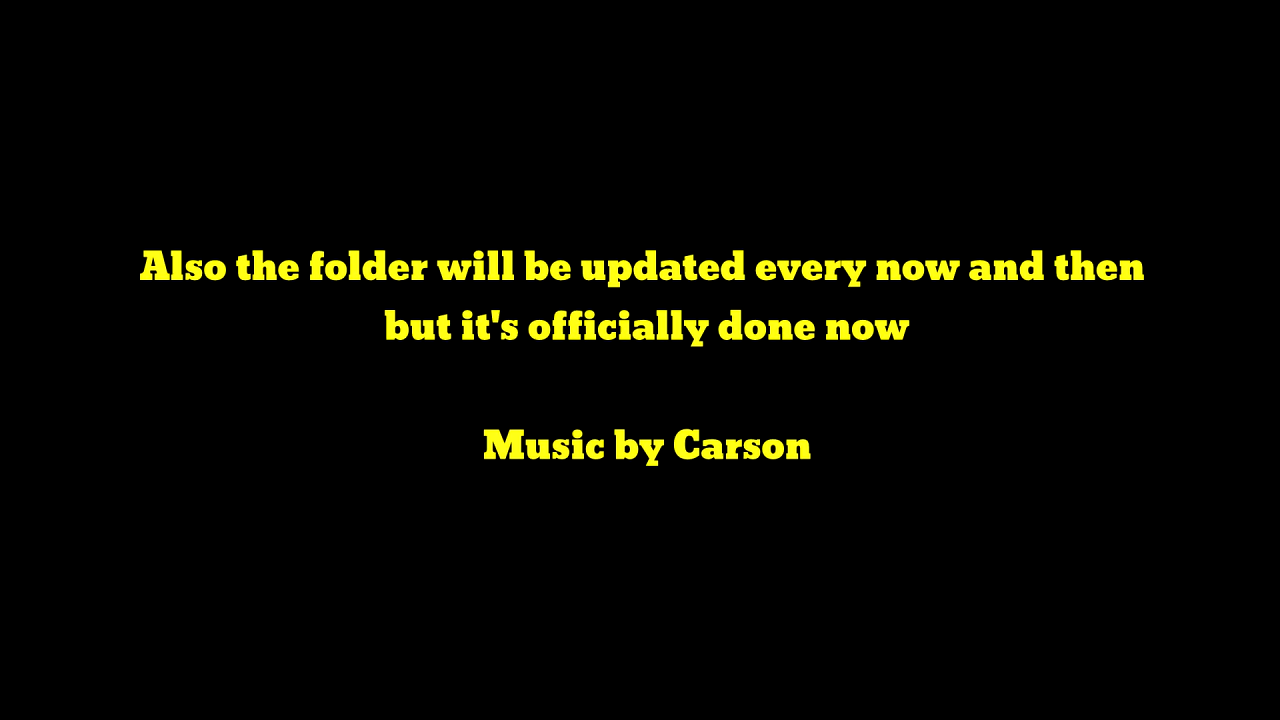 Also the folder will be updated every now and then
but it's officially done now
Music by Carson